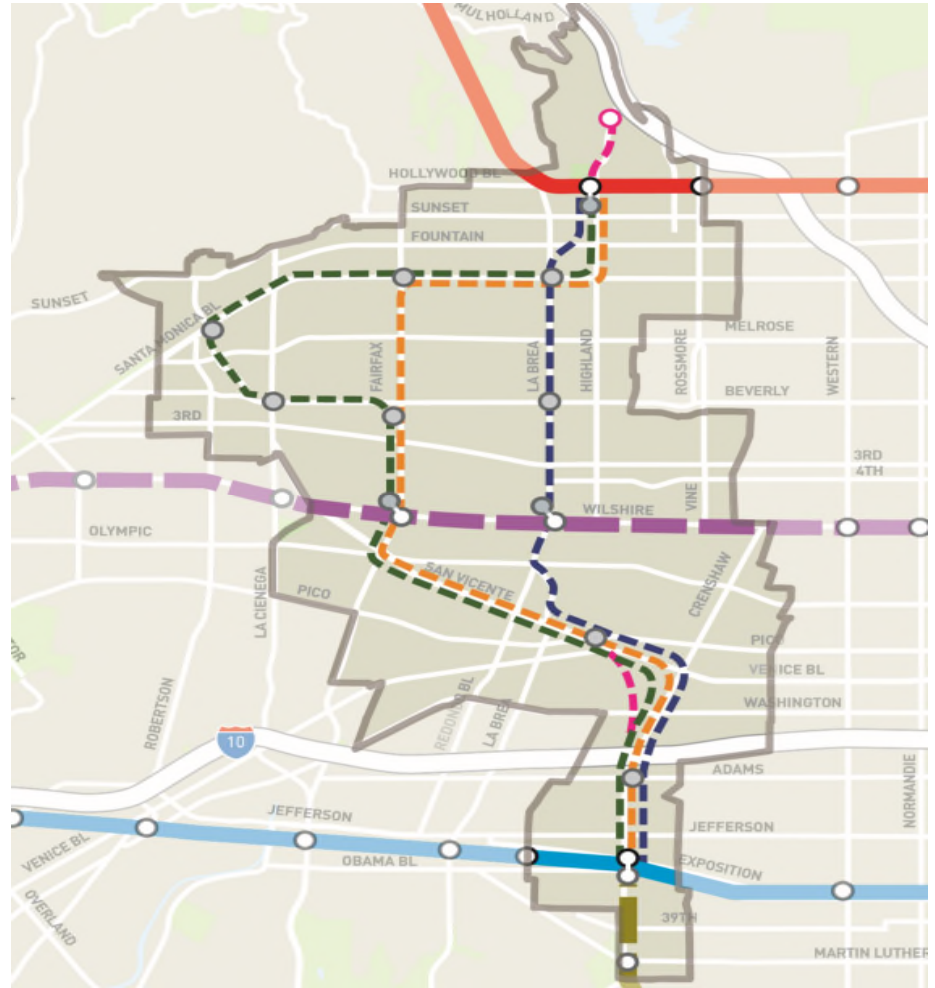 MULHOLLAND
HOLLYWOOD BL
SUNSET
FOUNTAIN
SUNSET
SANTA MONICA BL
MELROSE
FAIRFAX
LA BREA
HIGHLAND
ROSSMORE
WESTERN
BEVERLY
3RD
3RD
4TH
WILSHIRE
VINE
OLYMPIC
SAN VICENTE
CRENSHAW
PICO
LA CIENEGA
PICO
VENICE BL
WASHINGTON
ROBERTSON
REDONDO BL
LA BREA
10
ADAMS
NORMANDIE
JEFFERSON
JEFFERSON
VENICE BL
OBAMA BL
EXPOSITION
OVERLAND
39TH
MARTIN LUTHER